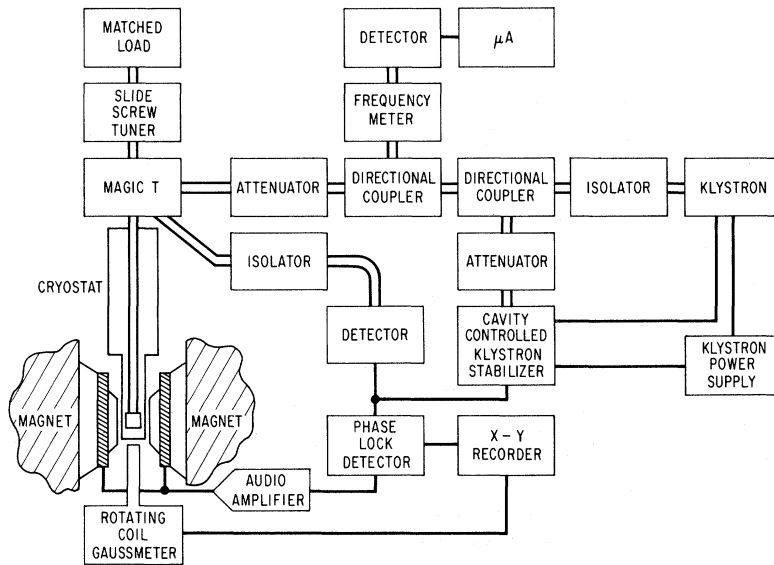 MATCHED
LOAD
DETECTOR
μA
SLIDE
SCREW
TUNER
FREQUENCY
METER
MAGIC T
ATTENUATOR
DIRECTIONAL
COUPLER
DIRECTIONAL
COUPLER
ISOLATOR
KLYSTRON
ISOLATOR
ATTENUATOR
CRYOSTAT
DETECTOR
CAVITY
CONTROLLED
KLYSTRON
STABILIZER
KLYSTRON
POWER
SUPPLY
MAGNET
MAGNET
PHASE
LOCK
DETECTOR
X-Y
RECORDER
AUDIO
AMPLIFIER
ROTATING
COIL
GAUSSMETER